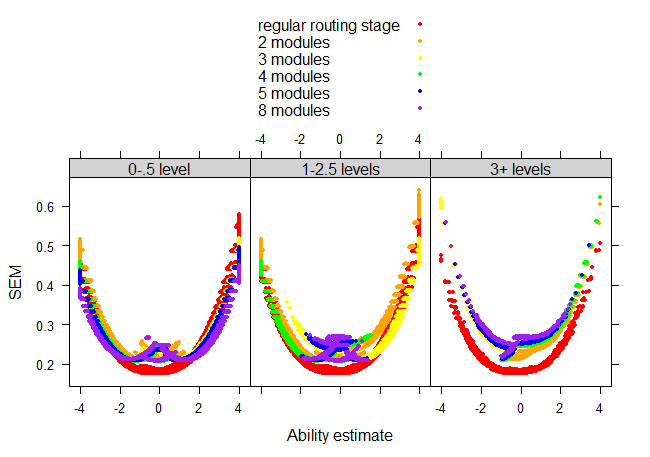 regular routing stage
2 modules
3 modules
4 modules
5 modules
8 modules
-4 -2 0 2 4
0-.5 level 1-2.5 levels 3+ levels
0.6
0.5
0.4
0.3
0.2
SEM
-4 -2 0 2 4 -4 -2 0 2 4
Ability estimate